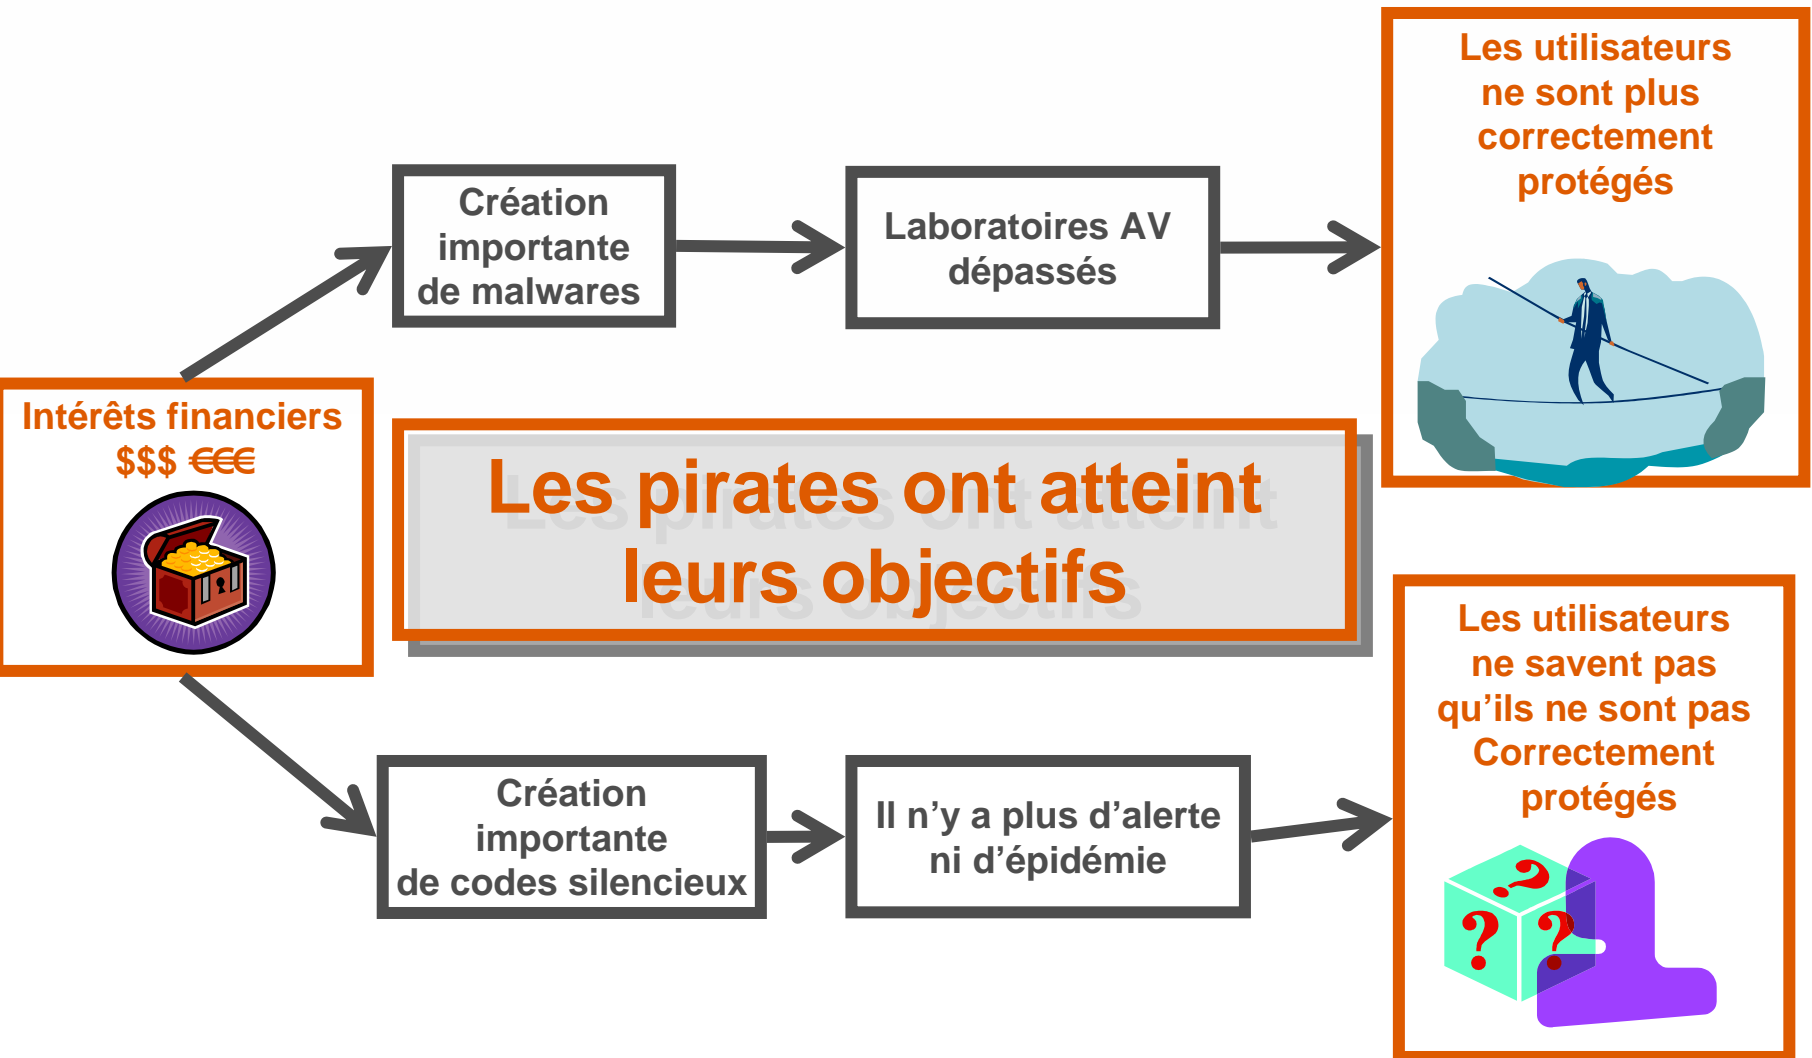 Les utilisateurs
ne sont plus
correctement
protégés
Création
importante
de malwares
Laboratoires AV
dépassés
Intérêts financiers
$$$ €€€
Les pirates ont atteint
leurs objectifs
Les utilisateurs
ne savent pas
qu’ils ne sont pas
Correctement
protégés
Création
importante
de codes silencieux
Il n’y a plus d’alerte
ni d’épidémie
? ? ?